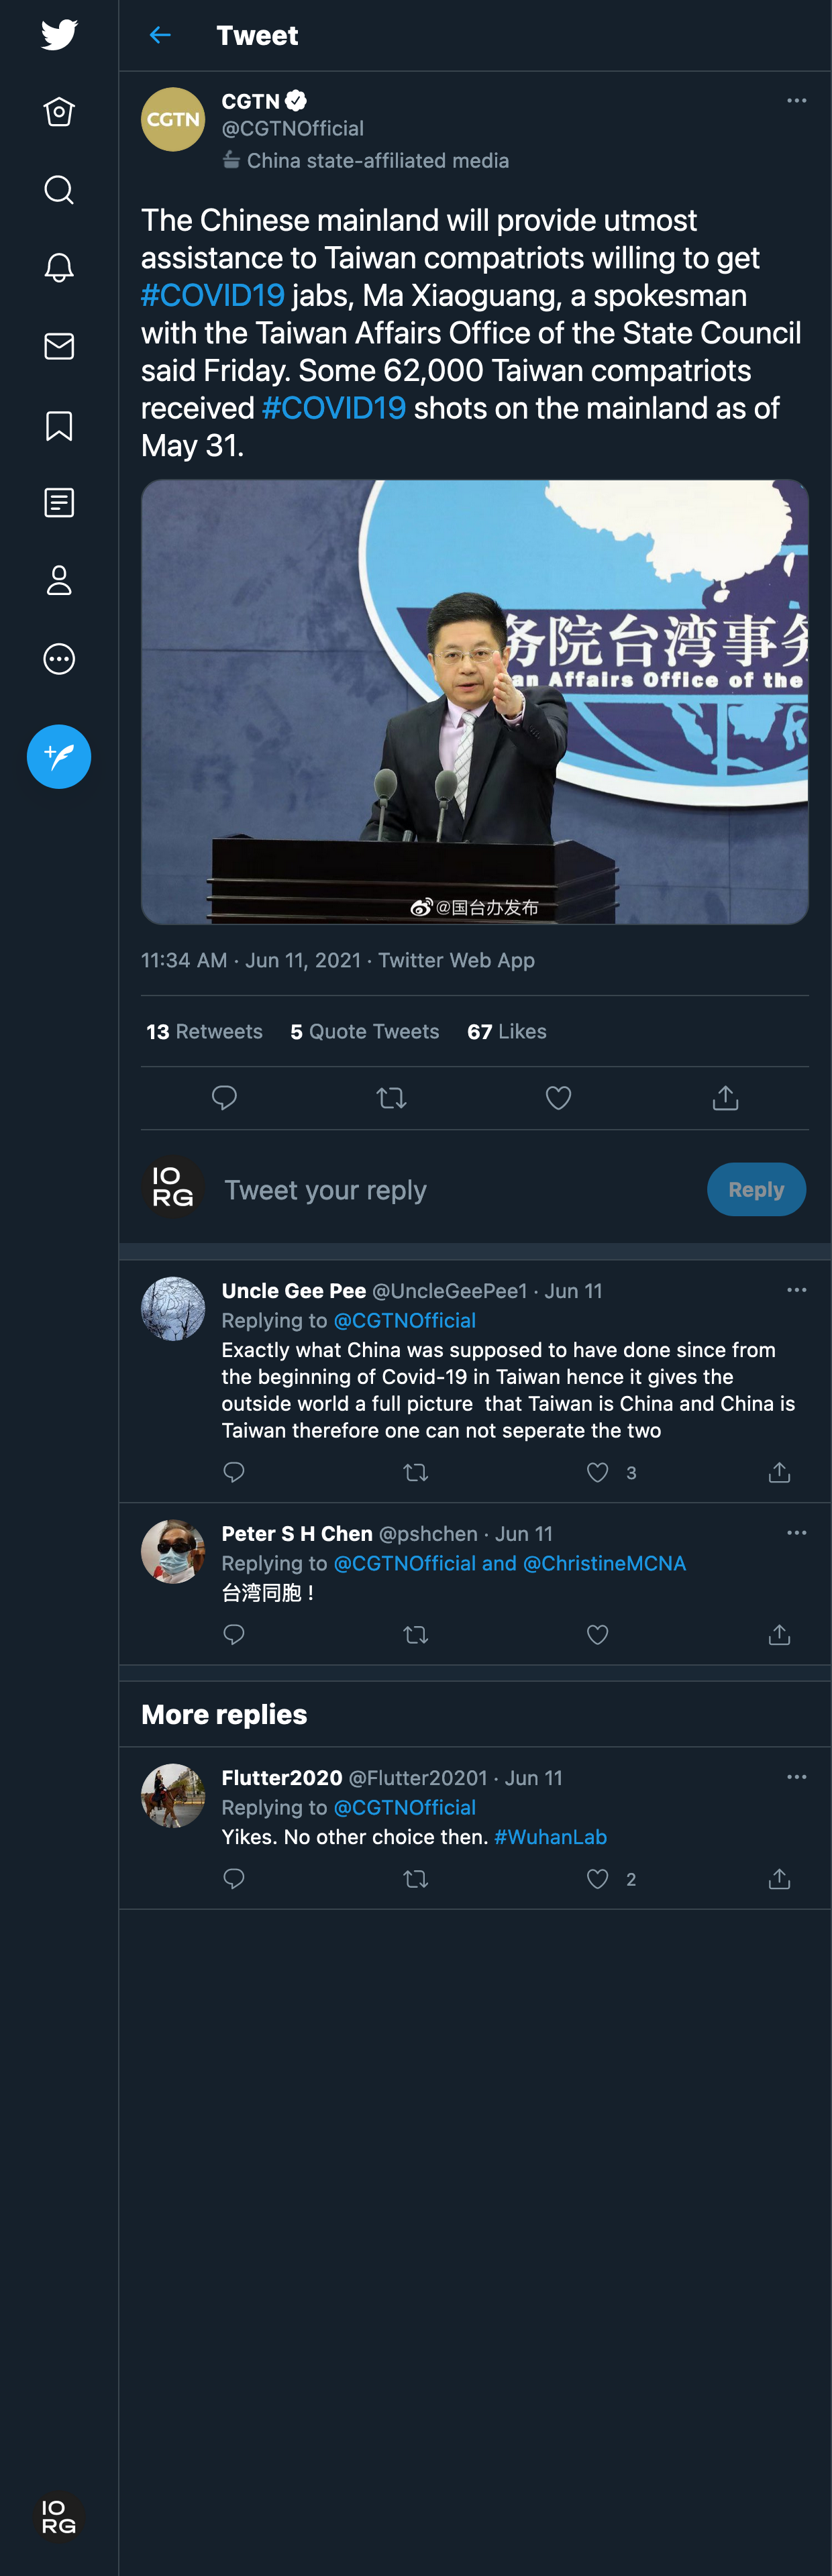 Tweet
CGTN
CGTN
@CGTNOfficial
China state-affiliated media
The Chinese mainland will provide utmost
assistance to Taiwan compatriots willing to get
#COVID19 jabs, Ma Xiaoguang, a spokesman
with the Taiwan Affairs Office of the State Council
said Friday. Some 62,000 Taiwan compatriots
received #COVID19 shots on the mainland as of
May 31.
务院台湾事务
an Affairs Office of the
@国台办发布
11:34 AM · Jun 11, 2021 · Twitter Web App
13 Retweets 5 Quote Tweets 67 Likes
IO
RG
Tweet your reply
Reply
Uncle Gee Pee @UncleGeePee1 · Jun 11
Replying to @CGTNOfficial
Exactly what China was supposed to have done since from
the beginning of Covid-19 in Taiwan hence it gives the
outside world a full picture that Taiwan is China and China is
Taiwan therefore one can not seperate the two
3
Peter S H Chen @pshchen · Jun 11
Replying to @CGTNOfficial and @ChristineMCNA
台湾同胞！
More replies
Flutter2020 @Flutter20201 · Jun 11
Replying to @CGTNOfficial
Yikes. No other choice then. #WuhanLab
2
IO
RG